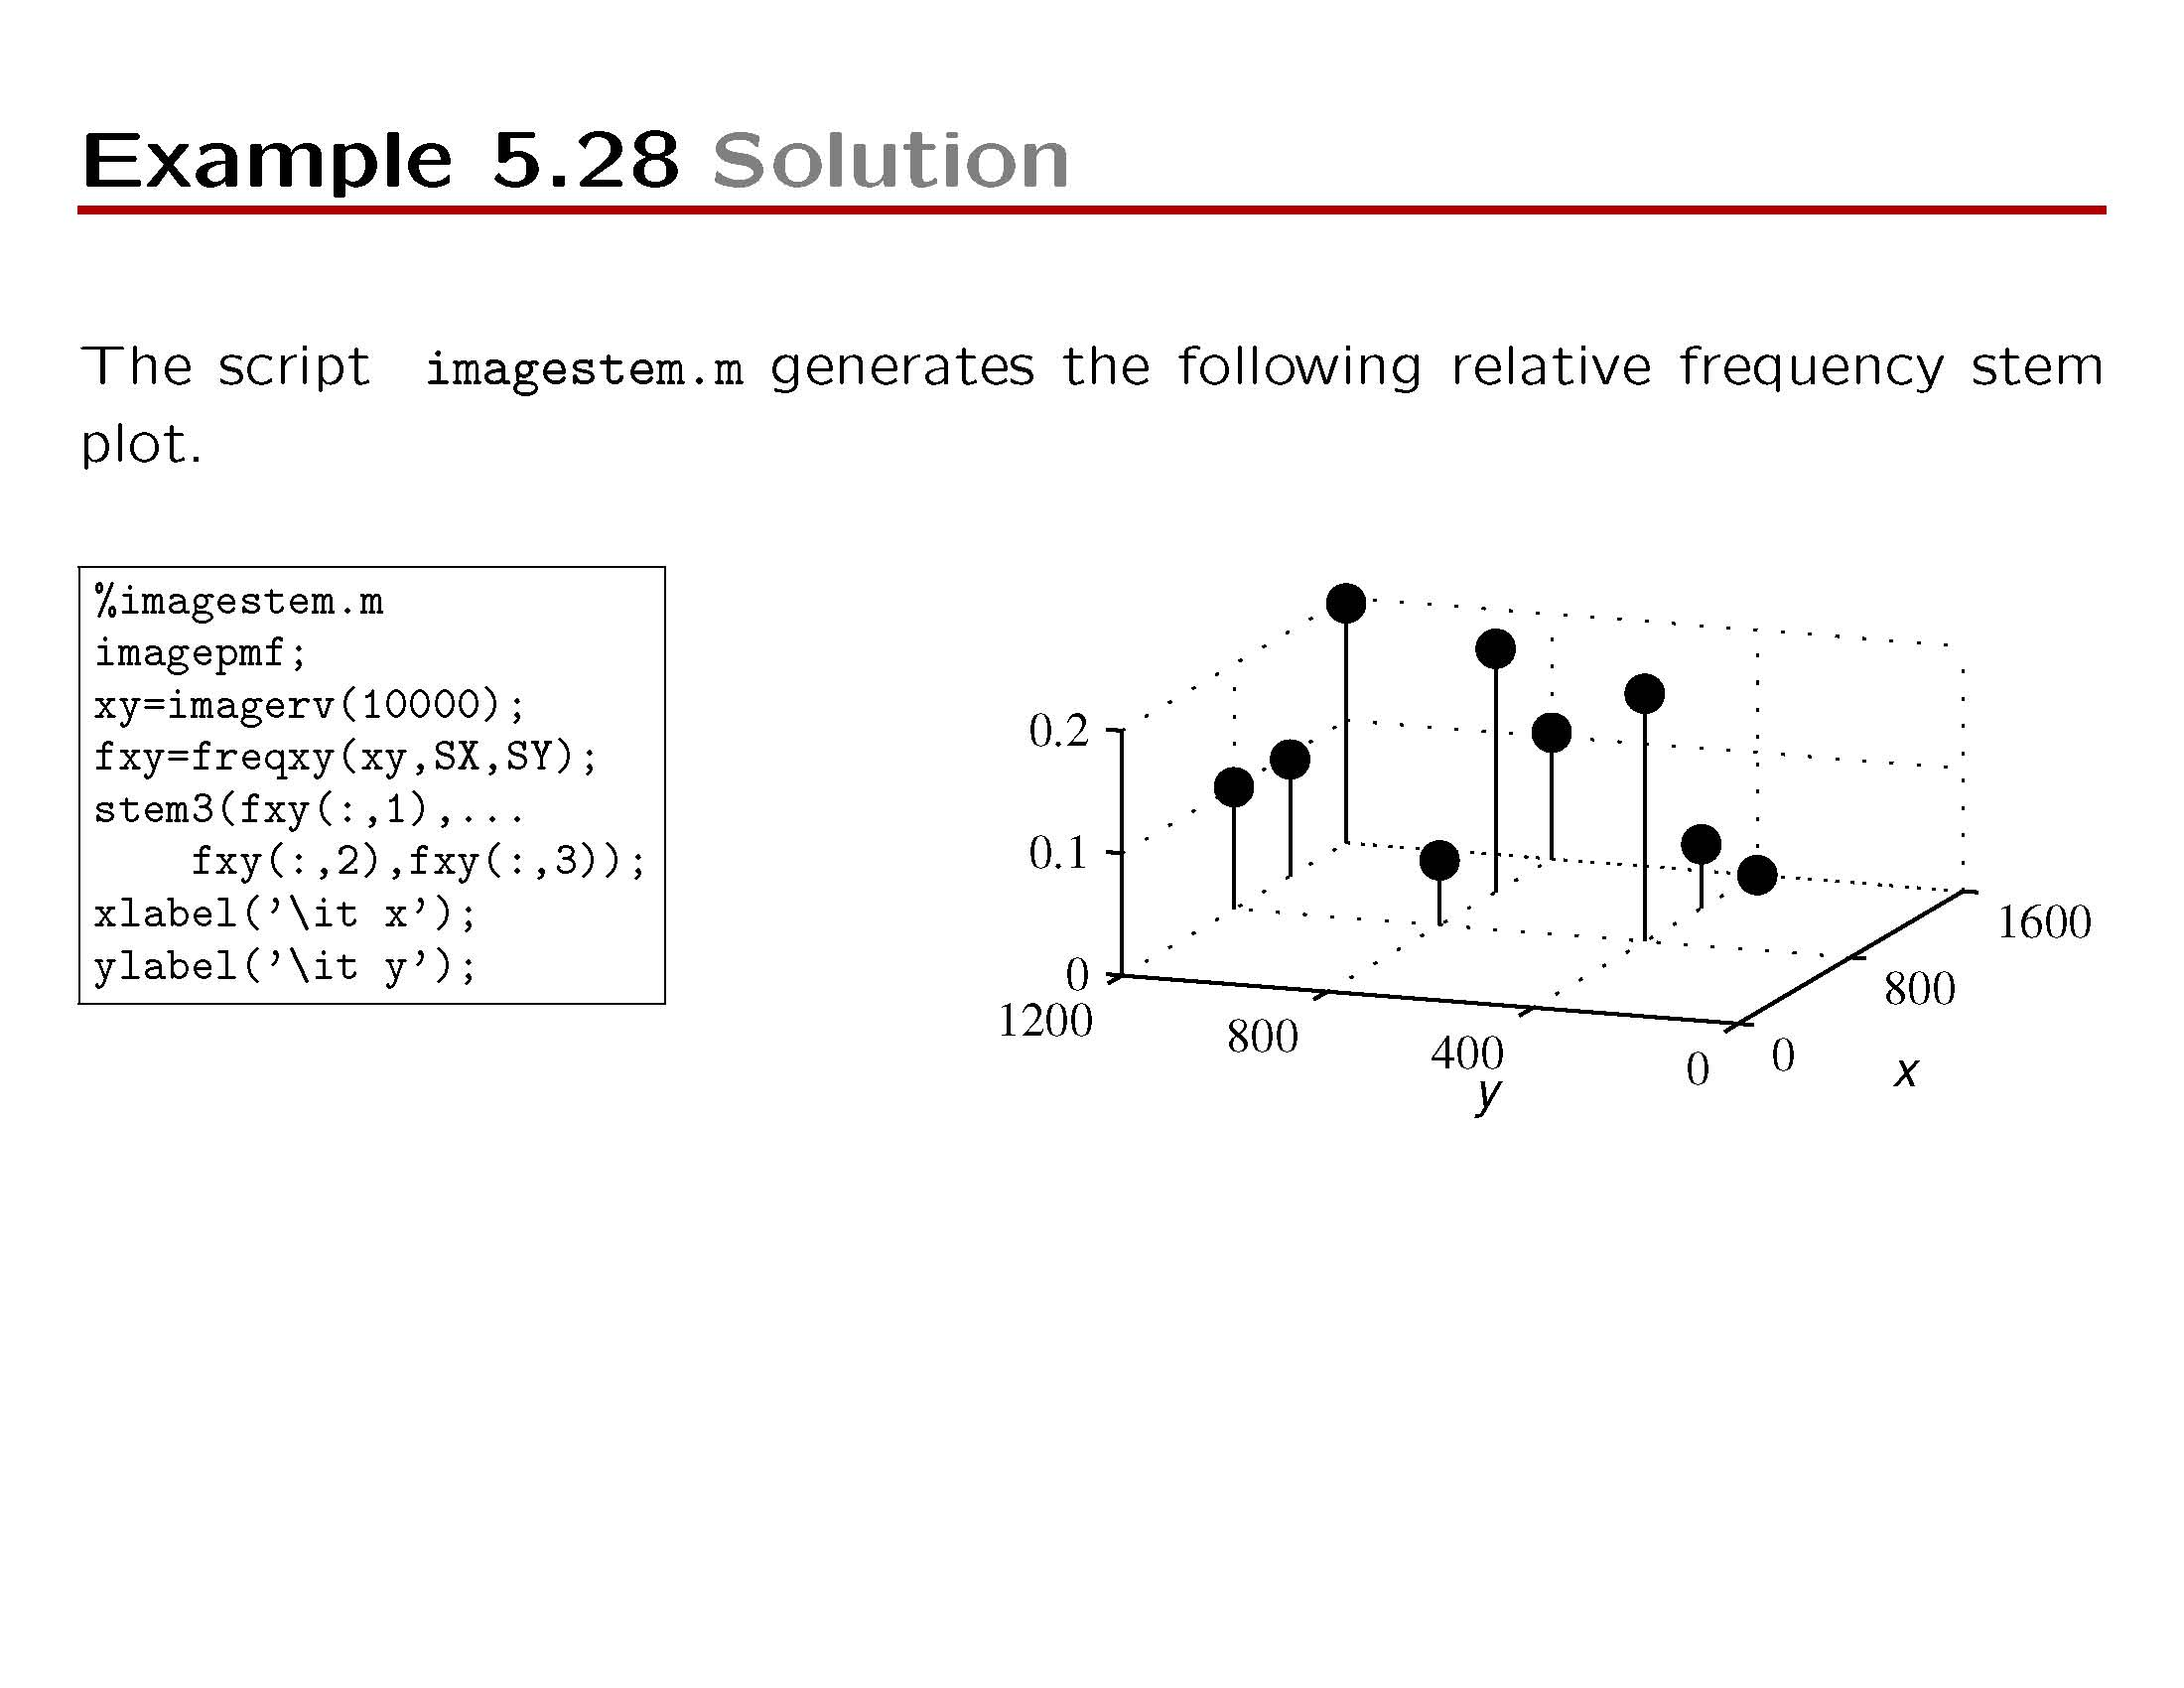 Example 5.28 Solution
The script imagestem.m generates the following relative frequency stem
plot.
%imagestem.m
imagepmf;
xy=imagerv(10000);
fxy=freqxy(xy,SX,SY);
stem3(fxy(:,1),...
    fxy(:,2),fxy(:,3));
xlabel('\it x');
ylabel('\it y');
0.2
0.1
0
1200
800
400
0
y
0
800
1600
x